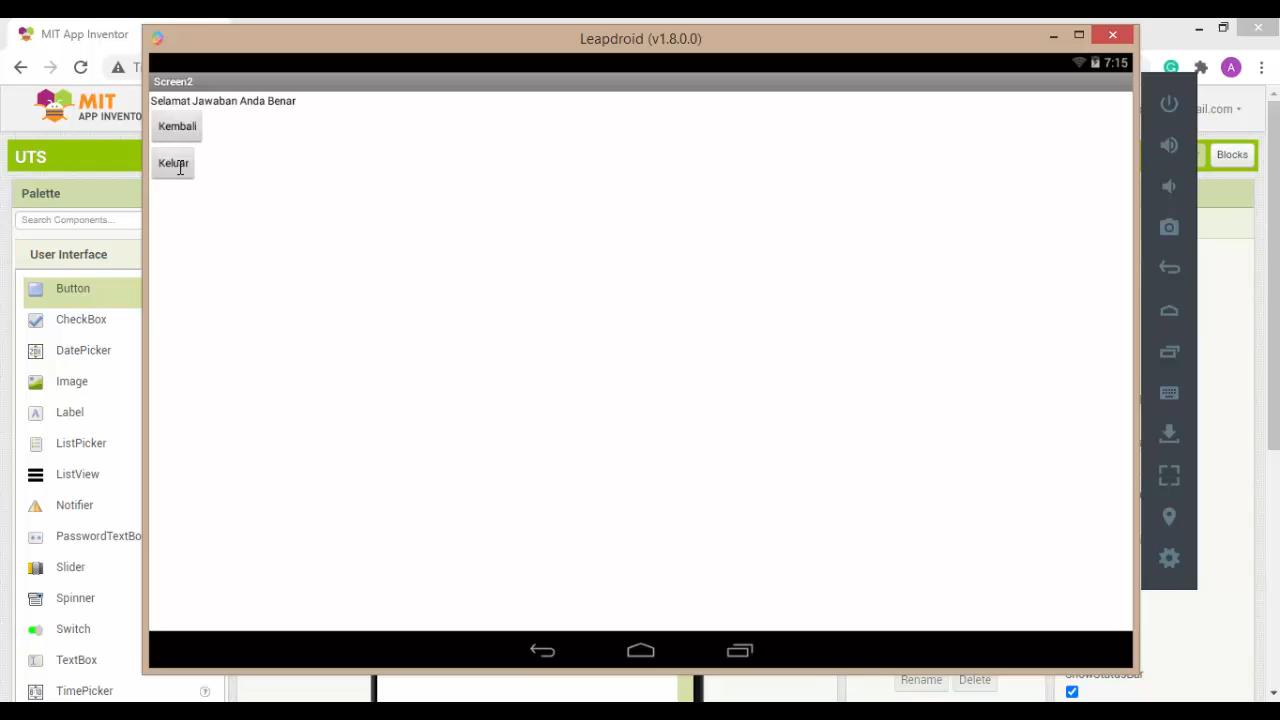 MIT App Inventor
Leapdroid (v1.8.0.0)
7:15
Screen2
Selamat Jawaban Anda Benar
Kembali
Keluar
MIT
APP INVENTO
ail.com
UTS
Blocks
Palette
Search Components...
User Interface
Button
CheckBox
DatePicker
Image
Label
ListPicker
ListView
Notifier
PasswordTextBo
Slider
Spinner
Switch
TextBox
TimePicker
?
Rename
Delete
A